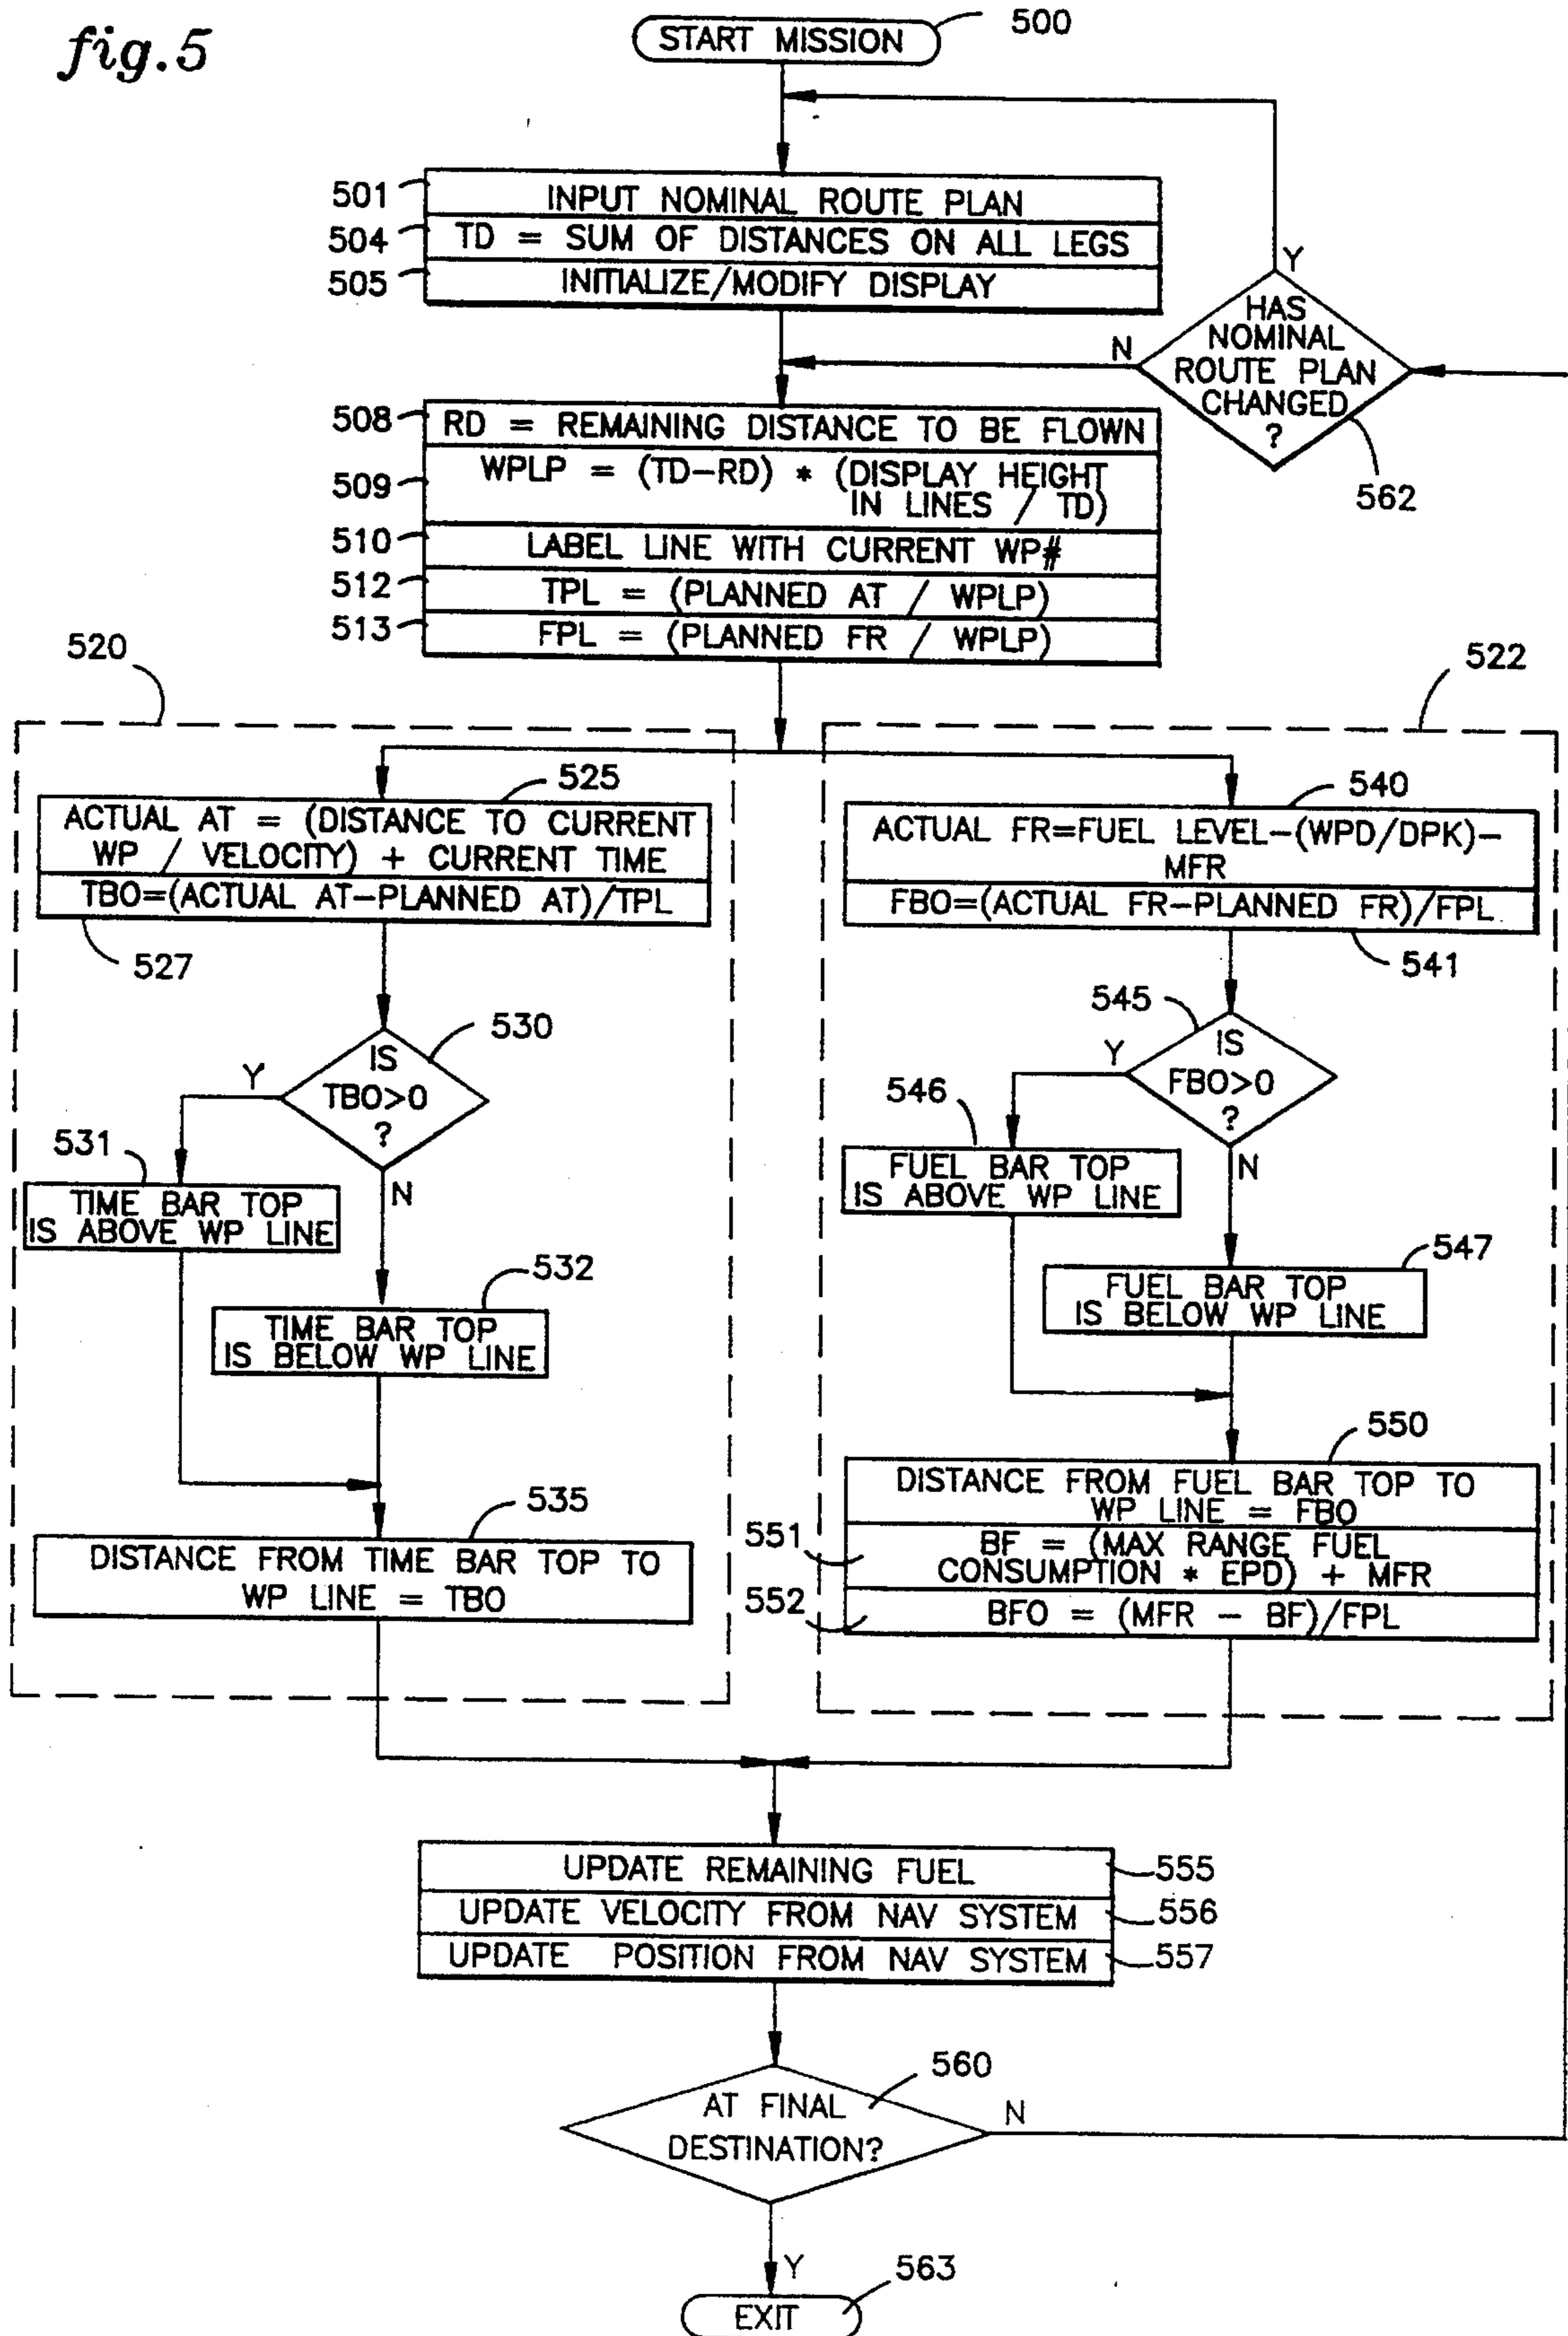 fig.5
START MISSION
500
501
INPUT NOMINAL ROUTE PLAN
504
TD = SUM OF DISTANCES ON ALL LEGS
505
INITIALIZE/MODIFY DISPLAY
Y
HAS
NOMINAL
ROUTE PLAN
CHANGED
?
N
562
508
RD = REMAINING DISTANCE TO BE FLOWN
509
WPLP = (TD-RD) * (DISPLAY HEIGHT
IN LINES / TD)
510
LABEL LINE WITH CURRENT WP#
512
TPL = (PLANNED AT / WPLP)
513
FPL = (PLANNED FR / WPLP)
520
522
525
ACTUAL AT = (DISTANCE TO CURRENT
WP / VELOCITY) + CURRENT TIME
TBO=(ACTUAL AT-PLANNED AT)/TPL
527
530
IS
TBO>0
?
Y
N
531
TIME BAR TOP
IS ABOVE WP LINE
532
TIME BAR TOP
IS BELOW WP LINE
535
DISTANCE FROM TIME BAR TOP TO
WP LINE = TBO
540
ACTUAL FR=FUEL LEVEL-(WPD/DPK)-
MFR
FBO=(ACTUAL FR-PLANNED FR)/FPL
541
545
IS
FBO>0
?
Y
N
546
FUEL BAR TOP
IS ABOVE WP LINE
547
FUEL BAR TOP
IS BELOW WP LINE
550
DISTANCE FROM FUEL BAR TOP TO
WP LINE = FBO
551
BF = (MAX RANGE FUEL
CONSUMPTION * EPD) + MFR
552
BFO = (MFR - BF)/FPL
UPDATE REMAINING FUEL
555
UPDATE VELOCITY FROM NAV SYSTEM
556
UPDATE POSITION FROM NAV SYSTEM
557
560
AT FINAL
DESTINATION?
N
Y
563
EXIT